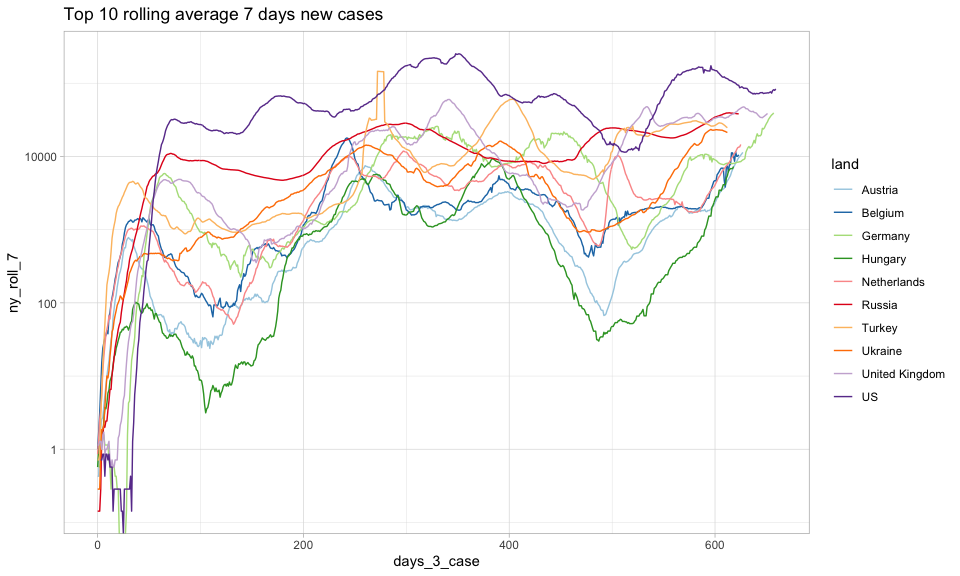 Top 10 rolling average 7 days new cases
ny_roll_7
10000
100
1
0
200
400
600
days_3_case
land
Austria
Belgium
Germany
Hungary
Netherlands
Russia
Turkey
Ukraine
United Kingdom
US